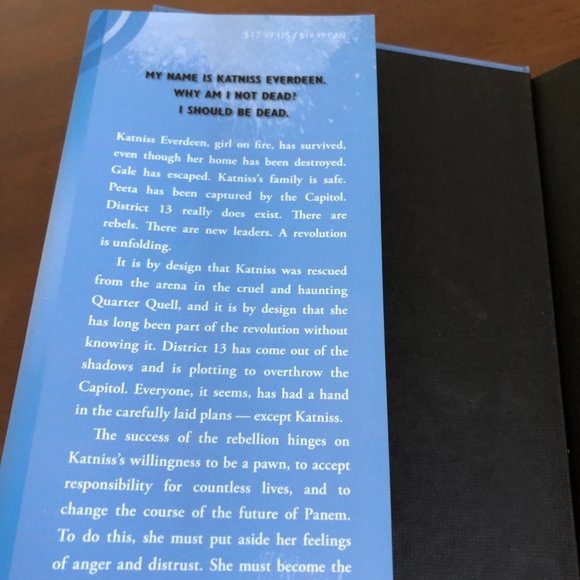 $17.99 US / $19.99 CAN
MY NAME IS KATNISS EVERDEEN.
WHY AM I NOT DEAD?
I SHOULD BE DEAD.
Katniss Everdeen, girl on fire, has survived,
even though her home has been destroyed.
Gale has escaped. Katniss's family is safe.
Peeta has been captured by the Capitol.
District 13 really does exist. There are
rebels. There are new leaders. A revolution
is unfolding.
It is by design that Katniss was rescued
from the arena in the cruel and haunting
Quarter Quell, and it is by design that she
has long been part of the revolution without
knowing it. District 13 has come out of the
shadows and is plotting to overthrow the
Capitol. Everyone, it seems, has had a hand
in the carefully laid plans — except Katniss.
The success of the rebellion hinges on
Katniss's willingness to be a pawn, to accept
responsibility for countless lives, and to
change the course of the future of Panem.
To do this, she must put aside her feelings
of anger and distrust. She must become the